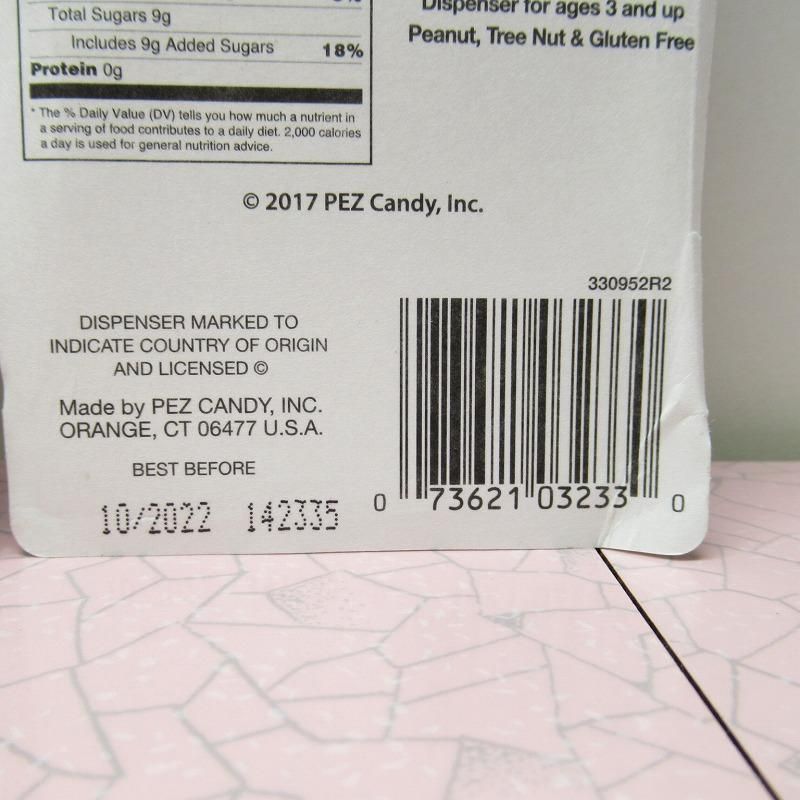 Total Sugars 9g
Includes 9g Added Sugars 18%
Protein 0g
* The % Daily Value (DV) tells you how much a nutrient in
a serving of food contributes to a daily diet. 2,000 calories
a day is used for general nutrition advice.
Dispenser for ages 3 and up
Peanut, Tree Nut & Gluten Free
© 2017 PEZ Candy, Inc.
DISPENSER MARKED TO
INDICATE COUNTRY OF ORIGIN
AND LICENSED ©
Made by PEZ CANDY, INC.
ORANGE, CT 06477 U.S.A.
BEST BEFORE
10/2022 142335
330952R2
0 73621 03233 0